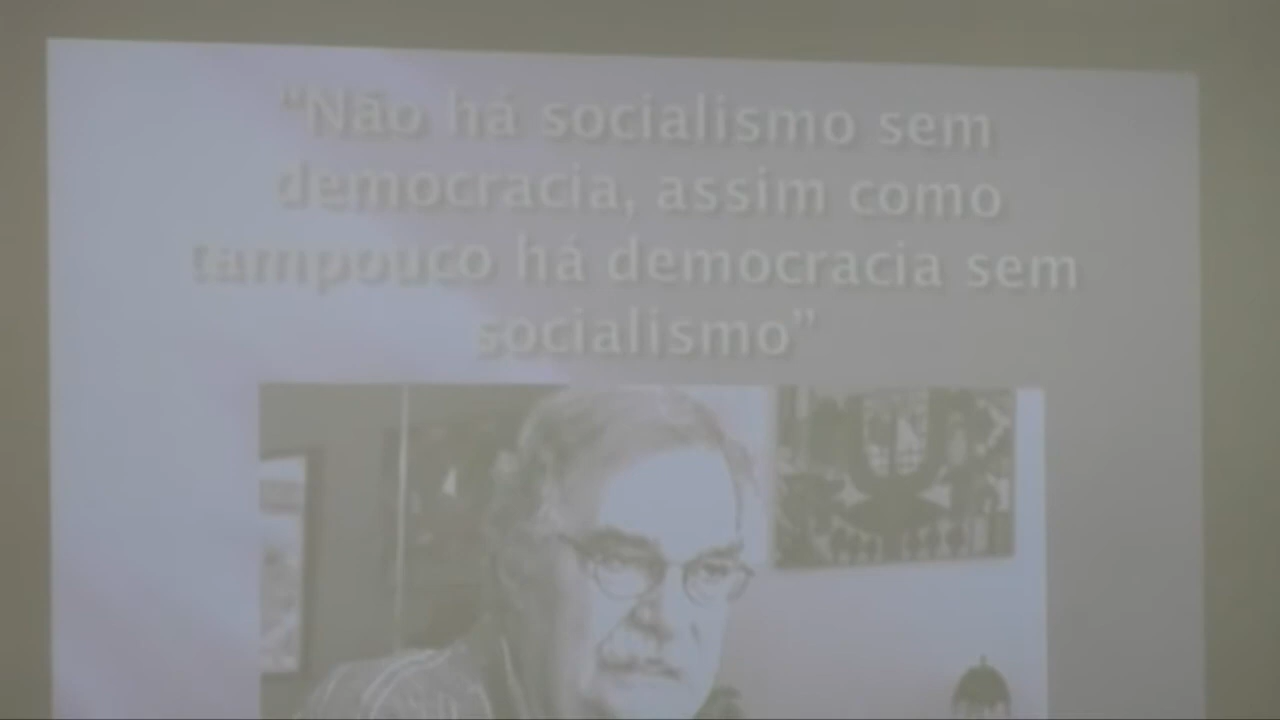 “Não há socialismo sem
democracia, assim como
tampouco há democracia sem
socialismo”